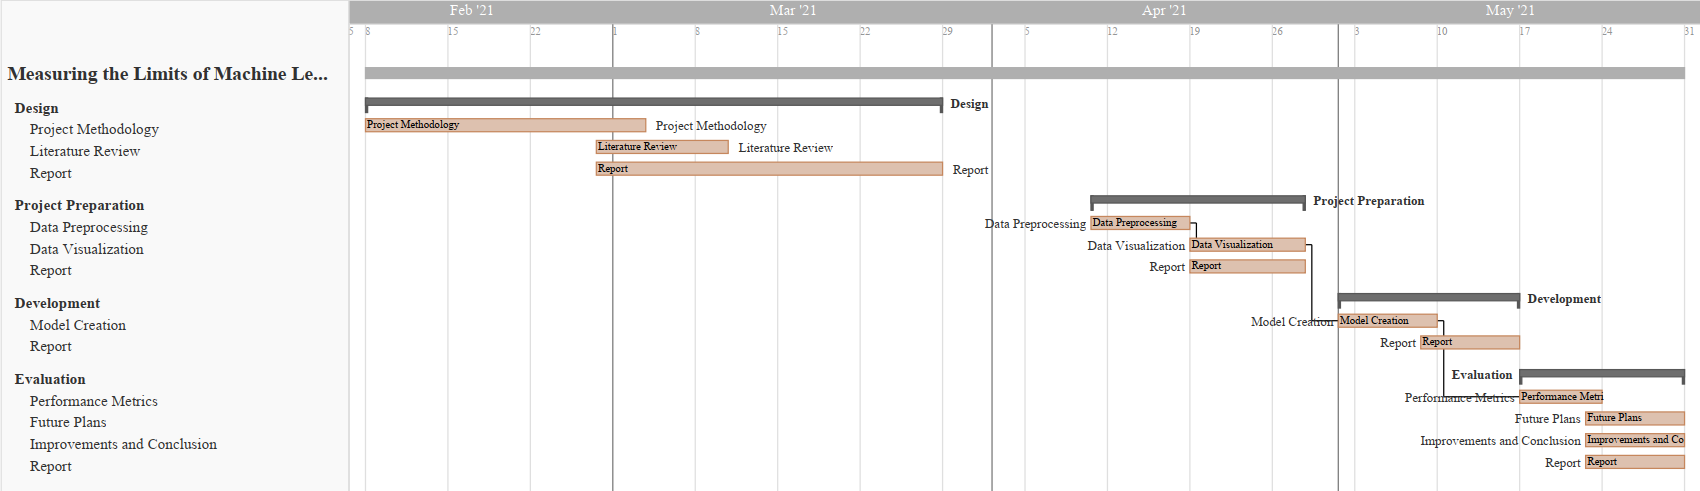 Feb '21 Mar '21 Apr '21 May '21
5 8 15 22 1 8 15 22 29 5 12 19 26 3 10 17 24 31
Measuring the Limits of Machine Le...
Design Design
Project Methodology Project Methodology Project Methodology
Literature Review Literature Review Literature Review
Report Report Report
Project Preparation Project Preparation
Data Preprocessing Data Preprocessing Data Preprocessing
Data Visualization Data Visualization Data Visualization
Report Report Report
Development Development
Model Creation Model Creation Model Creation
Report Report Report
Evaluation Evaluation
Performance Metrics Performance Metrics Performance Metri
Future Plans Future Plans Future Plans
Improvements and Conclusion Improvements and Conclusion Improvements and Co
Report Report Report